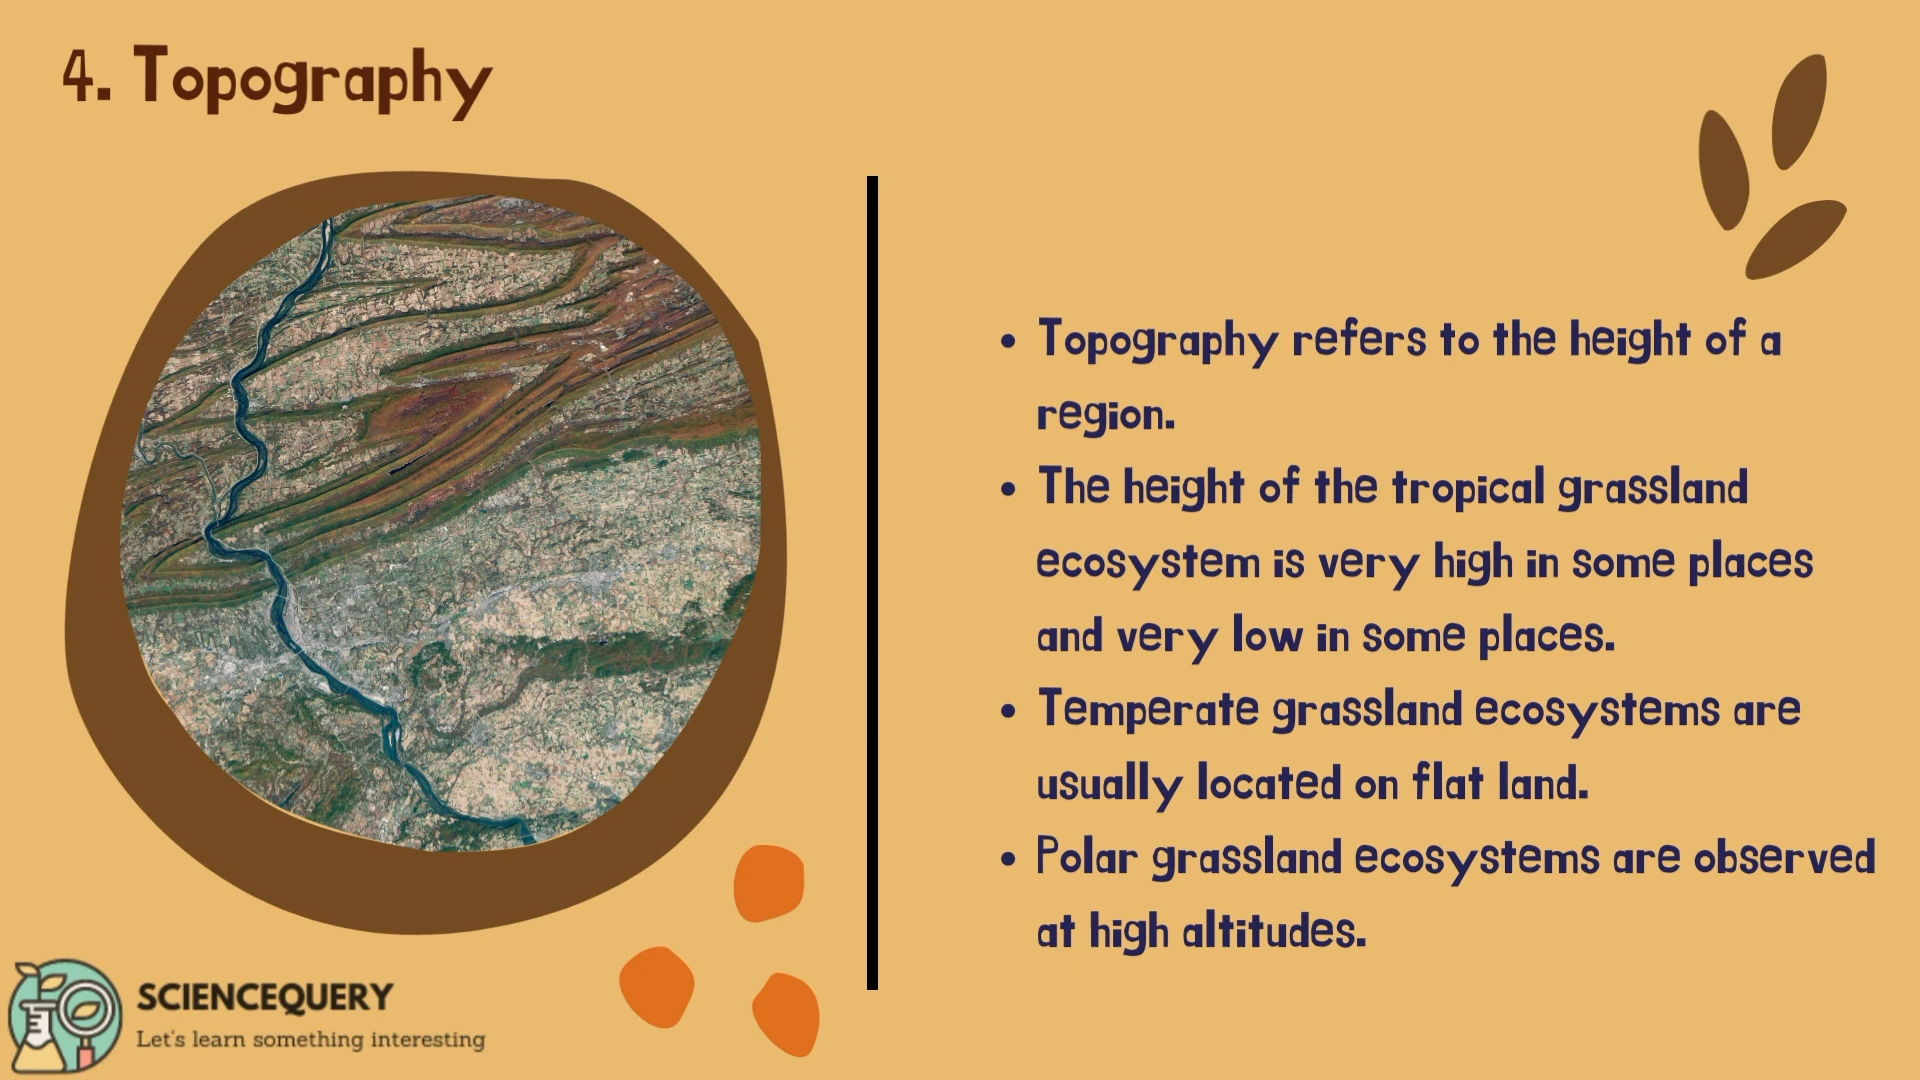 4. Topography
• Topography refers to the height of a
region.
• The height of the tropical grassland
ecosystem is very high in some places
and very low in some places.
• Temperate grassland ecosystems are
usually located on flat land.
• Polar grassland ecosystems are observed
at high altitudes.
SCIENCEQUERY
Let's learn something interesting